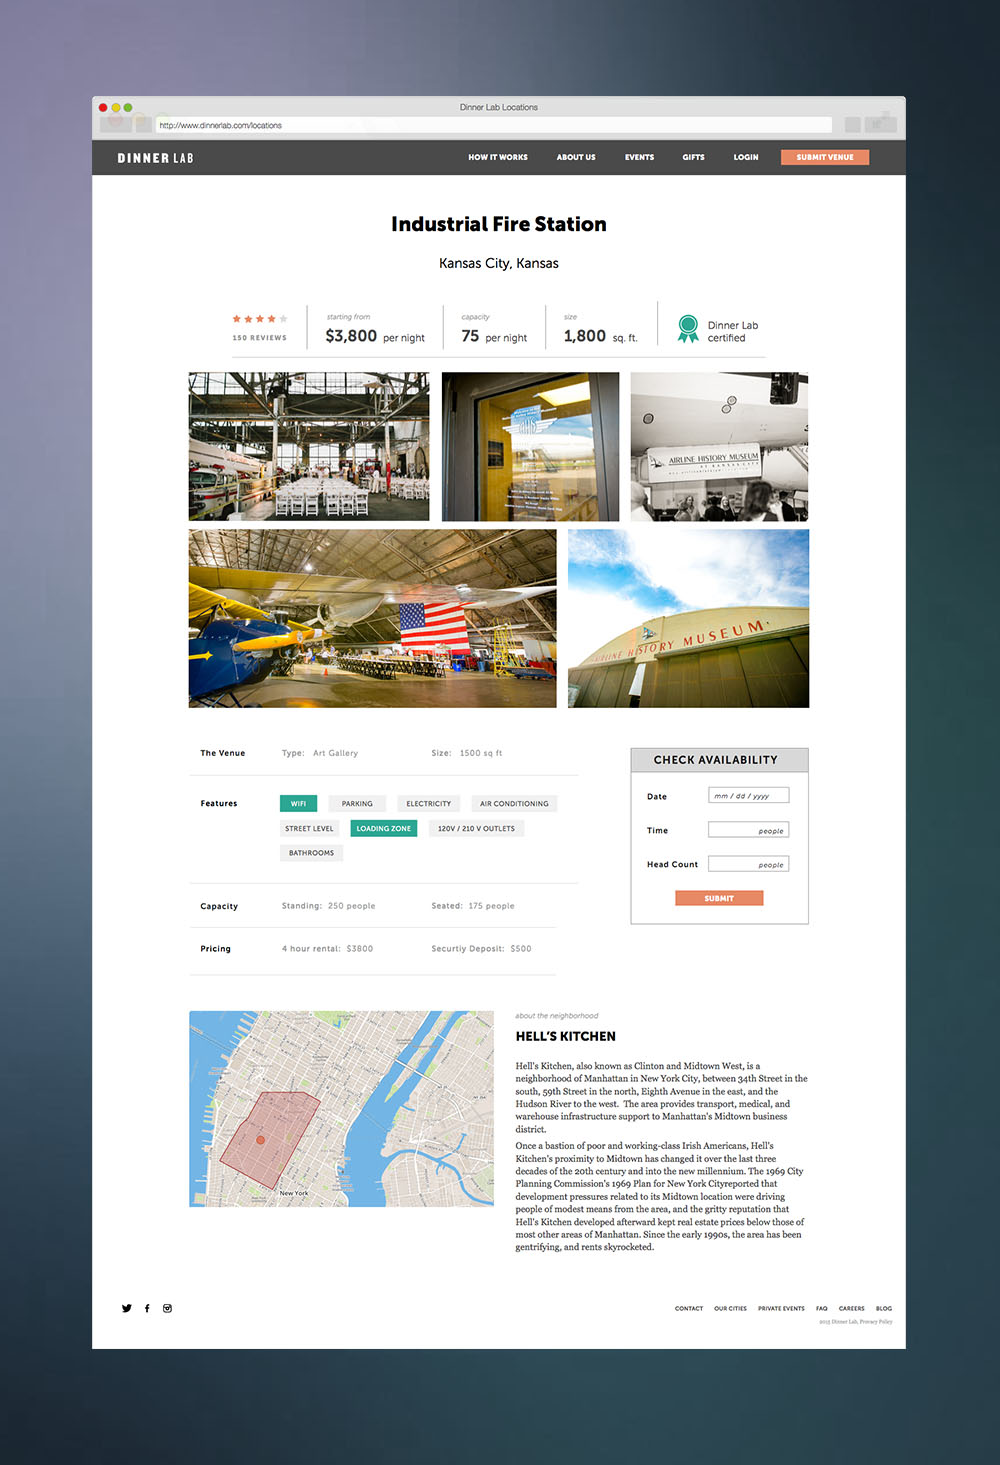 Dinner Lab Locations
http://www.dinnerlab.com/locations
DINNER LAB
HOW IT WORKS
ABOUT US
EVENTS
GIFTS
LOGIN
SUBMIT VENUE
Industrial Fire Station
Kansas City, Kansas
150 REVIEWS
starting from
$3,800 per night
capacity
75 per night
size
1,800 sq. ft.
Dinner Lab
certified
AIRLINE HISTORY MUSEUM
OF KANSAS CITY
AIRLINE HISTORY MUSEUM
The Venue
Type: Art Gallery
Size: 1500 sq ft
Features
WIFI
PARKING
ELECTRICITY
AIR CONDITIONING
STREET LEVEL
LOADING ZONE
120V / 210 V OUTLETS
BATHROOMS
Capacity
Standing: 250 people
Seated: 175 people
Pricing
4 hour rental: $3800
Securtiy Deposit: $500
CHECK AVAILABILITY
Date
mm / dd / yyyy
Time
people
Head Count
people
SUBMIT
New York
about the neighborhood
HELL'S KITCHEN
Hell's Kitchen, also known as Clinton and Midtown West, is a
neighborhood of Manhattan in New York City, between 34th Street in the
south, 59th Street in the north, Eighth Avenue in the east, and the
Hudson River to the west. The area provides transport, medical, and
warehouse infrastructure support to Manhattan's Midtown business
district.
Once a bastion of poor and working-class Irish Americans, Hell's
Kitchen's proximity to Midtown has changed it over the last three
decades of the 20th century and into the new millennium. The 1969 City
Planning Commission's 1969 Plan for New York Cityreported that
development pressures related to its Midtown location were driving
people of modest means from the area, and the gritty reputation that
Hell's Kitchen developed afterward kept real estate prices below those of
most other areas of Manhattan. Since the early 1990s, the area has been
gentrifying, and rents skyrocketed.
CONTACT
OUR CITIES
PRIVATE EVENTS
FAQ
CAREERS
BLOG
2015 Dinner Lab, Privacy Policy